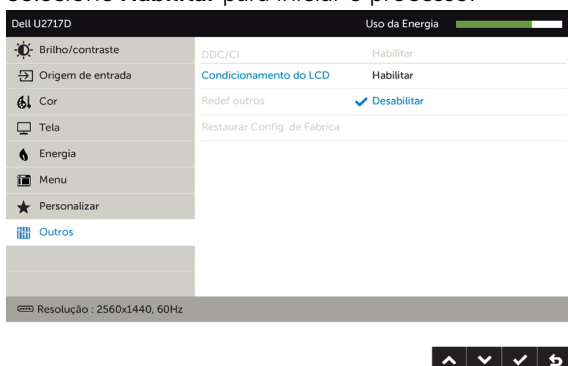 Selecione Habilitar para iniciar o processo.
Dell U2717D Uso da Energia
Brilho/contraste
Origem de entrada
Cor
Tela
Energia
Menu
Personalizar
Outros
DDC/CI Habilitar
Condicionamento do LCD Habilitar
Redef outros Desabilitar
Restaurar Config. de Fábrica
Resolução : 2560x1440, 60Hz